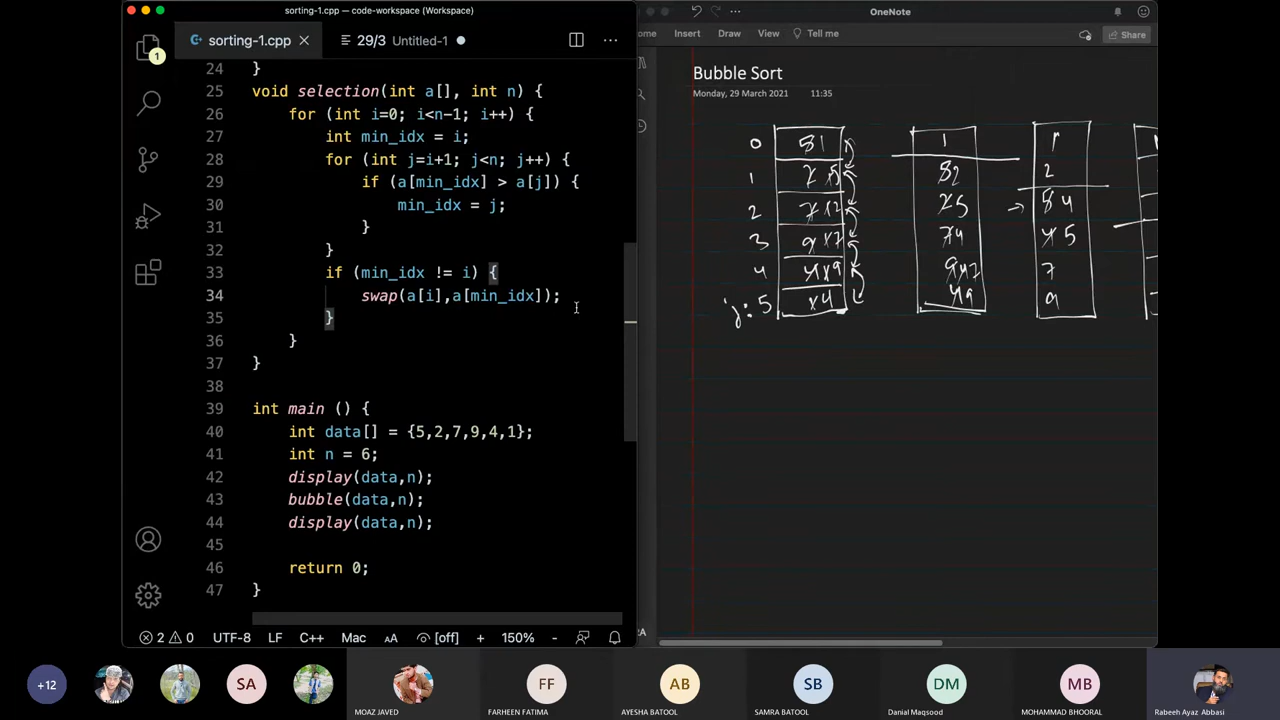 sorting-1.cpp — code-workspace (Workspace)
OneNote
sorting-1.cpp
29/3 Untitled-1
Insert Draw View Tell me
Share
24 }
25 void selection(int a[], int n) {
26 for (int i=0; i<n-1; i++) {
27 int min_idx = i;
28 for (int j=i+1; j<n; j++) {
29 if (a[min_idx] > a[j]) {
30 min_idx = j;
31 }
32 }
33 if (min_idx != i) {
34 swap(a[i],a[min_idx]);
35 }
36 }
37 }
38
39 int main () {
40 int data[] = {5,2,7,9,4,1};
41 int n = 6;
42 display(data,n);
43 bubble(data,n);
44 display(data,n);
45
46 return 0;
47 }
Bubble Sort
Monday, 29 March 2021 11:35
0
1
2
3
4
j: 5
1
2
7
2 0 UTF-8 LF C++ Mac [off] + 150% -
+12 SA FF AB SB DM MB
MOAZ JAVED FARHEEN FATIMA AYESHA BATOOL SAMRA BATOOL Danial Maqsood MOHAMMAD BHOORAL Rabeeh Ayaz Abbasi